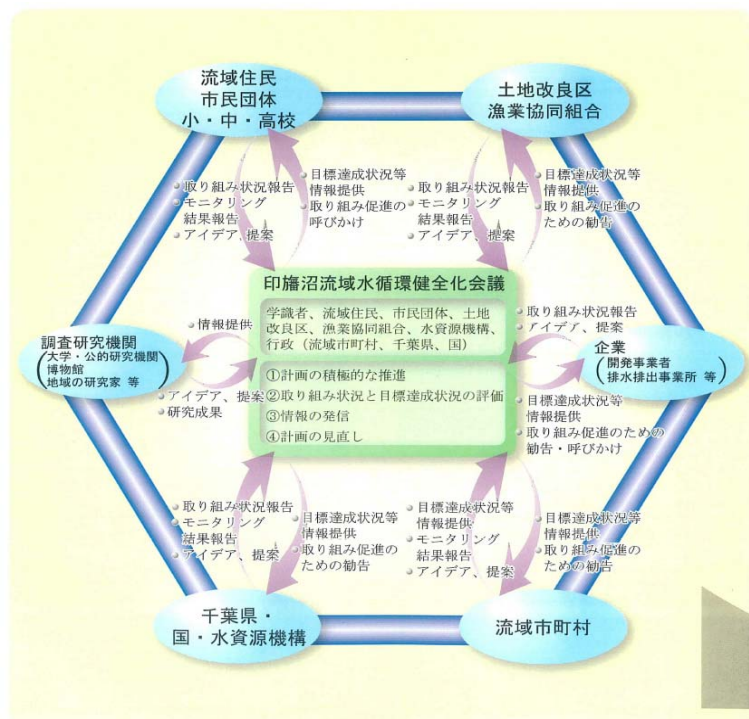 流域住民
市民団体
小・中・高校
土地改良区
漁業協同組合
取り組み状況報告
モニタリング
結果報告
アイデア、提案
目標達成状況等
情報提供
取り組み促進の
呼びかけ
取り組み状況報告
モニタリング
結果報告
アイデア、提案
目標達成状況等
情報提供
取り組み促進の
ための勧告
印旛沼流域水循環健全化会議
学識者、流域住民、市民団体、土地
改良区、漁業協同組合、水資源機構、
行政（流域市町村、千葉県、国）
①計画の積極的な推進
②取り組み状況と目標達成状況の評価
③情報の発信
④計画の見直し
調査研究機関
（大学・公的研究機関
博物館
地域の研究家 等）
情報提供
アイデア、提案
研究成果
取り組み状況報告
アイデア、提案
企業
（開発事業者
排水排出事業所 等）
目標達成状況等
情報提供
取り組み促進のための
勧告・呼びかけ
取り組み状況報告
モニタリング
結果報告
アイデア、提案
目標達成状況等
情報提供
取り組み促進の
ための勧告
目標達成状況等
情報提供
モニタリング
結果報告
アイデア、提案
目標達成状況等
情報提供
取り組み促進の
ための勧告
千葉県・
国・水資源機構
流域市町村